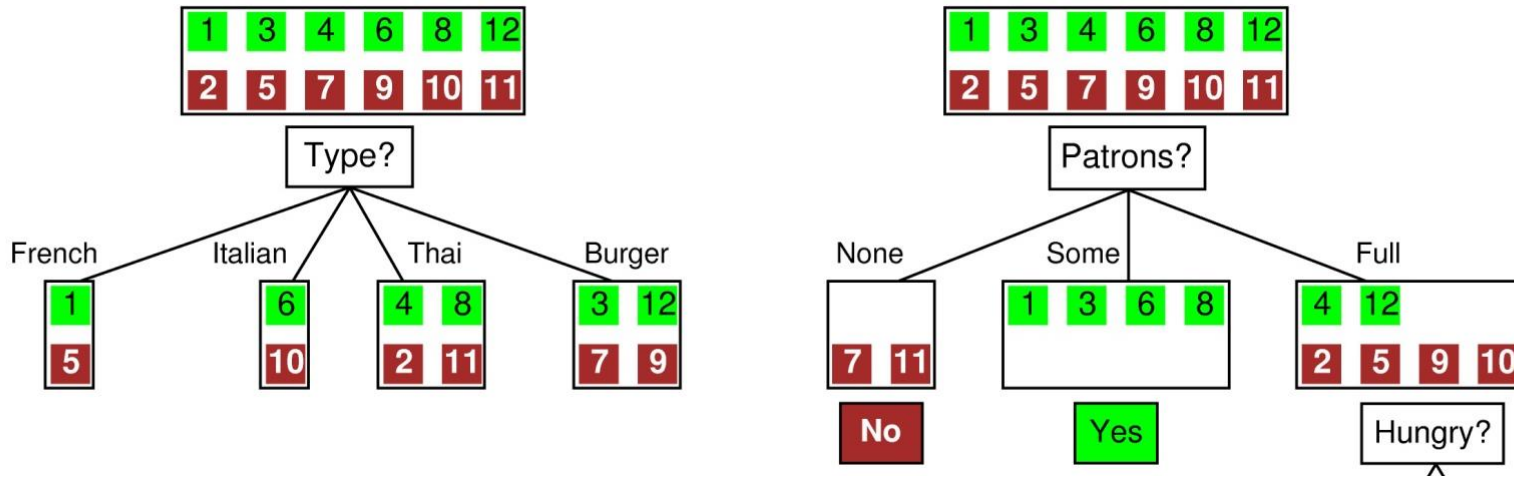 1 3 4 6 8 12
2 5 7 9 10 11
Type?
French Italian Thai Burger
1 6 4 8 3 12
5 10 2 11 7 9
1 3 4 6 8 12
2 5 7 9 10 11
Patrons?
None Some Full
1 3 6 8 4 12
7 11 2 5 9 10
No Yes Hungry?